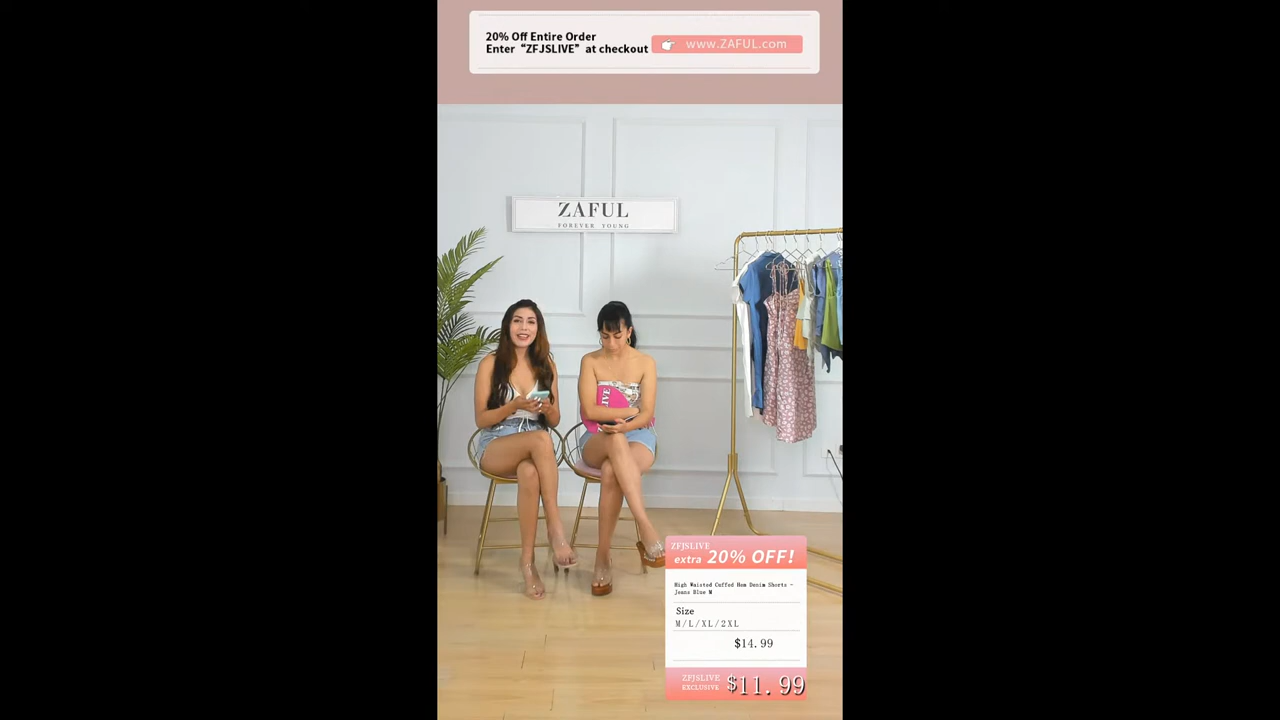 20% Off Entire Order
Enter “ZFJSLIVE” at checkout
www.ZAFUL.com
ZAFUL
FOREVER YOUNG
LIVE
ZFJSLIVE
extra 20% OFF!
High Waisted Cuffed Hem Denim Shorts -
Jeans Blue M
Size
M/L/XL/2XL
$14.99
ZFJSLIVE
EXCLUSIVE
$11.99